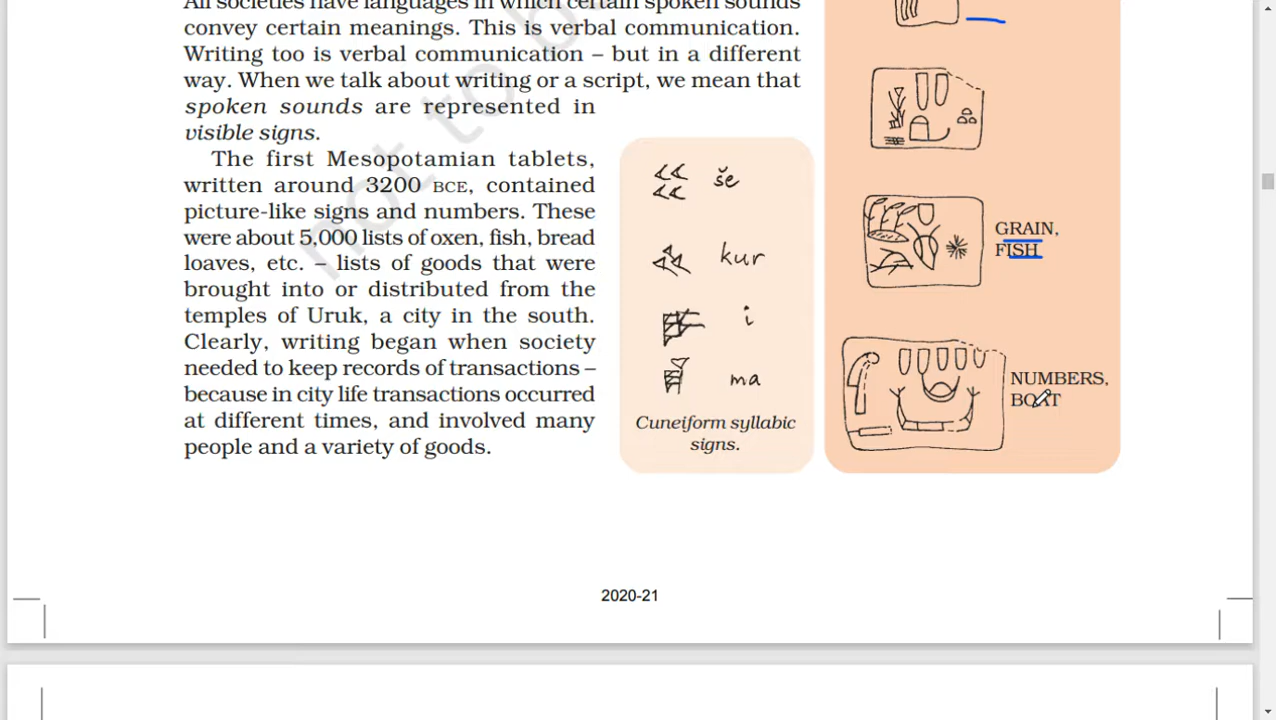 All societies have languages in which certain spoken sounds
convey certain meanings. This is verbal communication.
Writing too is verbal communication – but in a different
way. When we talk about writing or a script, we mean that
spoken sounds are represented in
visible signs.
The first Mesopotamian tablets,
written around 3200 BCE, contained
picture-like signs and numbers. These
were about 5,000 lists of oxen, fish, bread
loaves, etc. – lists of goods that were
brought into or distributed from the
temples of Uruk, a city in the south.
Clearly, writing began when society
needed to keep records of transactions –
because in city life transactions occurred
at different times, and involved many
people and a variety of goods.
še
kur
i
ma
Cuneiform syllabic
signs.
GRAIN,
FISH
NUMBERS,
BOAT
not to b
2020-21